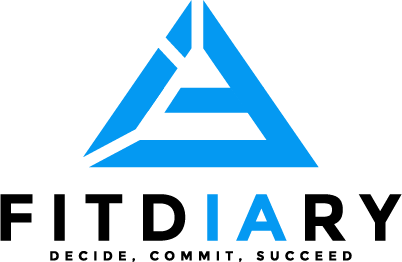 FITDIARY
DECIDE, COMMIT, SUCCEED